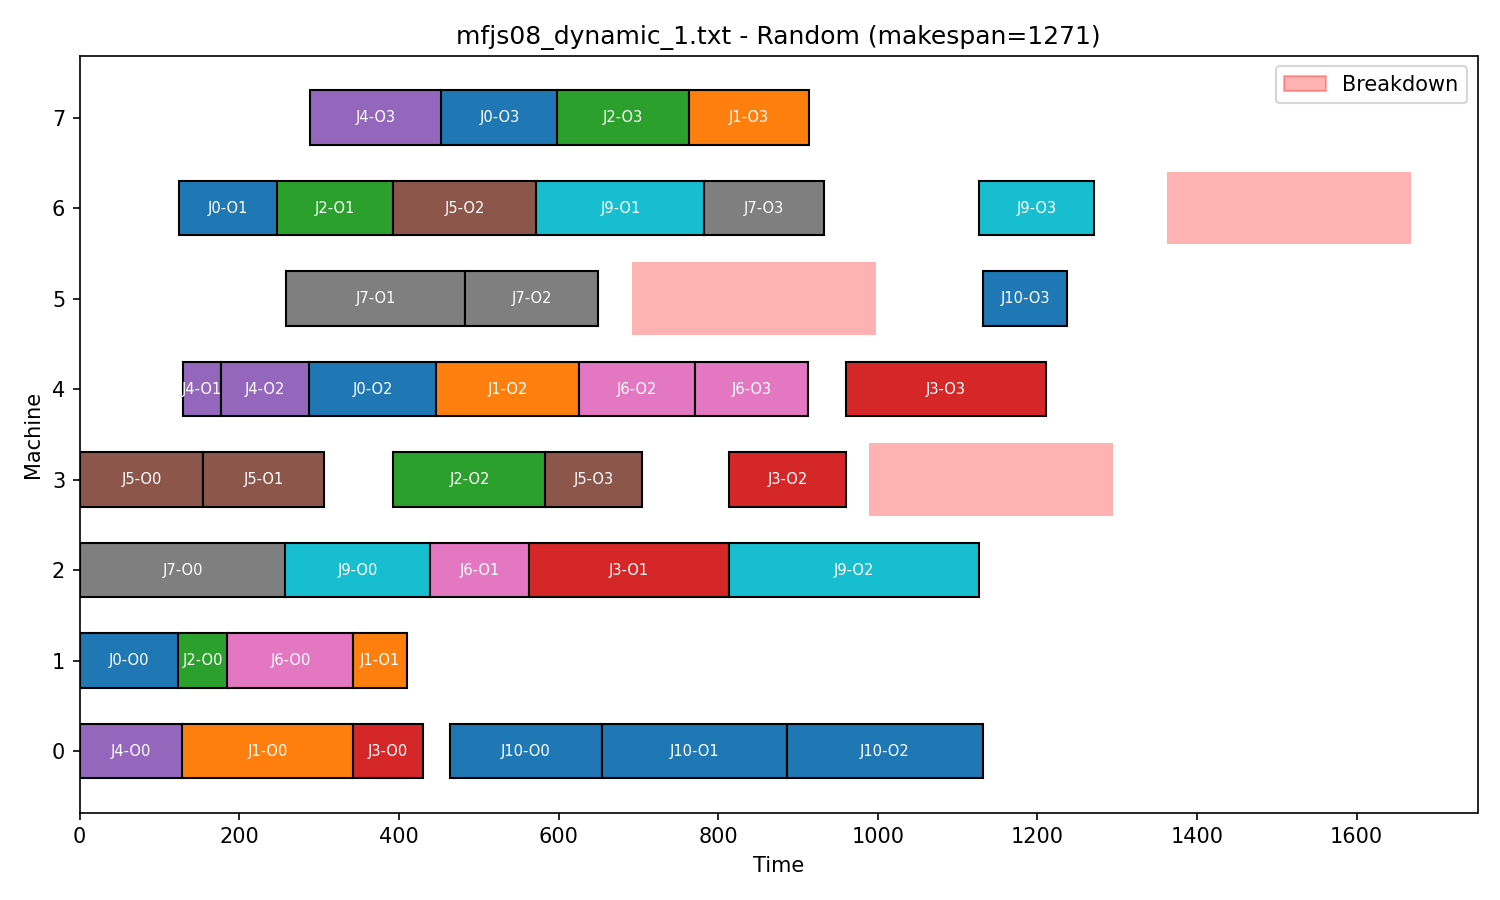 mfjs08_dynamic_1.txt - Random (makespan=1271)
Breakdown
7 J4-O3 J0-O3 J2-O3 J1-O3
6 J0-O1 J2-O1 J5-O2 J9-O1 J7-O3 J9-O3
5 J7-O1 J7-O2 J10-O3
4 J4-O1 J4-O2 J0-O2 J1-O2 J6-O2 J6-O3 J3-O3
Machine
3 J5-O0 J5-O1 J2-O2 J5-O3 J3-O2
2 J7-O0 J9-O0 J6-O1 J3-O1 J9-O2
1 J0-O0 J2-O0 J6-O0 J1-O1
0 J4-O0 J1-O0 J3-O0 J10-O0 J10-O1 J10-O2
0 200 400 600 800 1000 1200 1400 1600
Time